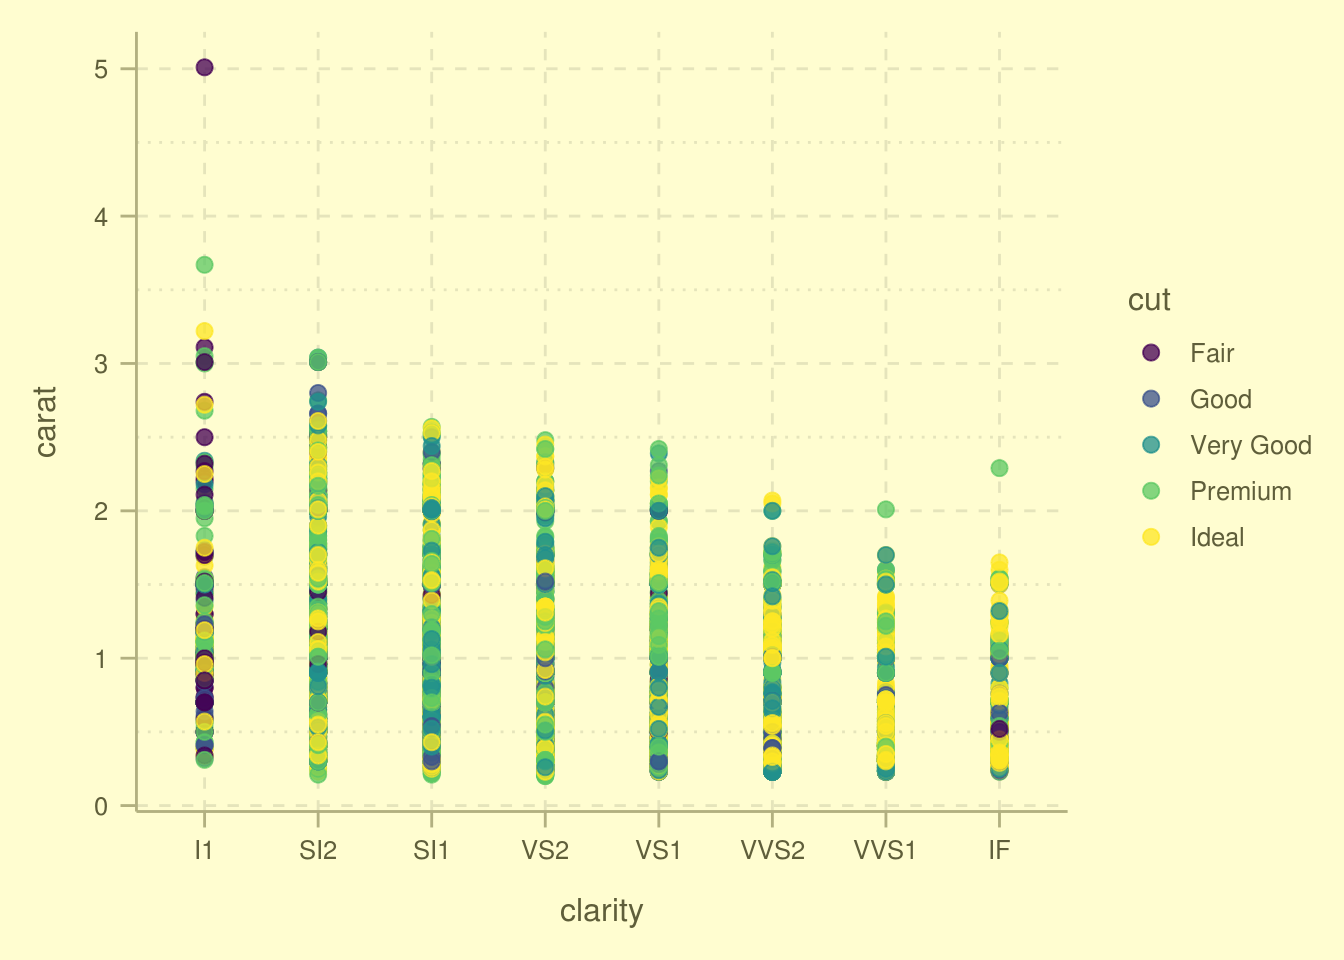 carat
5
4
3
2
1
0
I1 SI2 SI1 VS2 VS1 VVS2 VVS1 IF
clarity
cut
Fair
Good
Very Good
Premium
Ideal